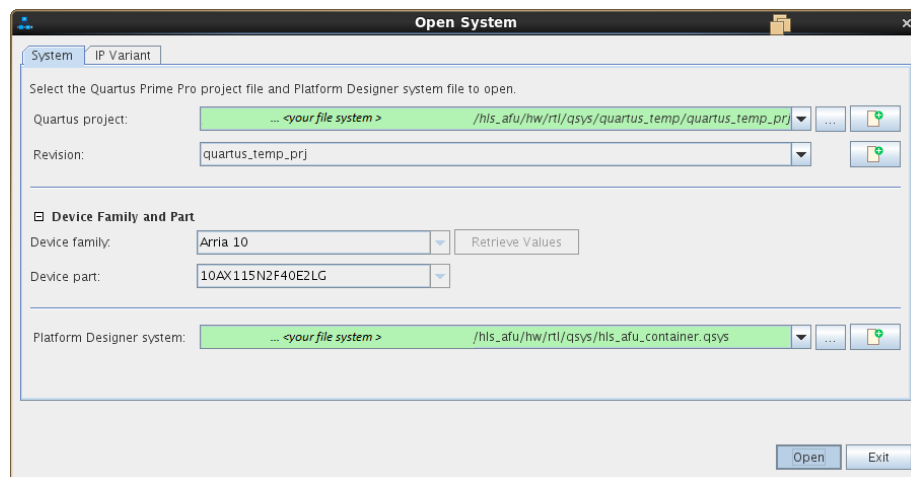 Open System
System IP Variant
Select the Quartus Prime Pro project file and Platform Designer system file to open.
Quartus project: ... <your file system > /hls_afu/hw/rtl/qsys/quartus_temp/quartus_temp_prj ...
Revision: quartus_temp_prj
Device Family and Part
Device family: Arria 10 Retrieve Values
Device part: 10AX115N2F40E2LG
Platform Designer system: ... <your file system > /hls_afu/hw/rtl/qsys/hls_afu_container.qsys ...
Open Exit